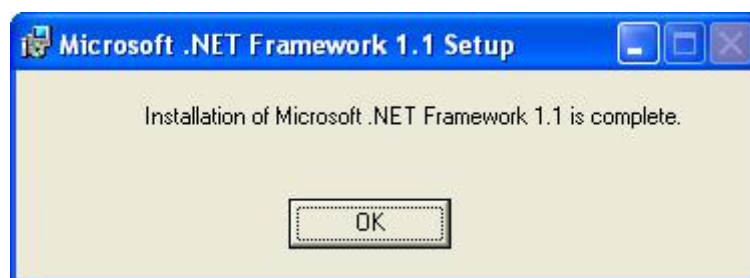 Microsoft .NET Framework 1.1 Setup
Installation of Microsoft .NET Framework 1.1 is complete.
OK